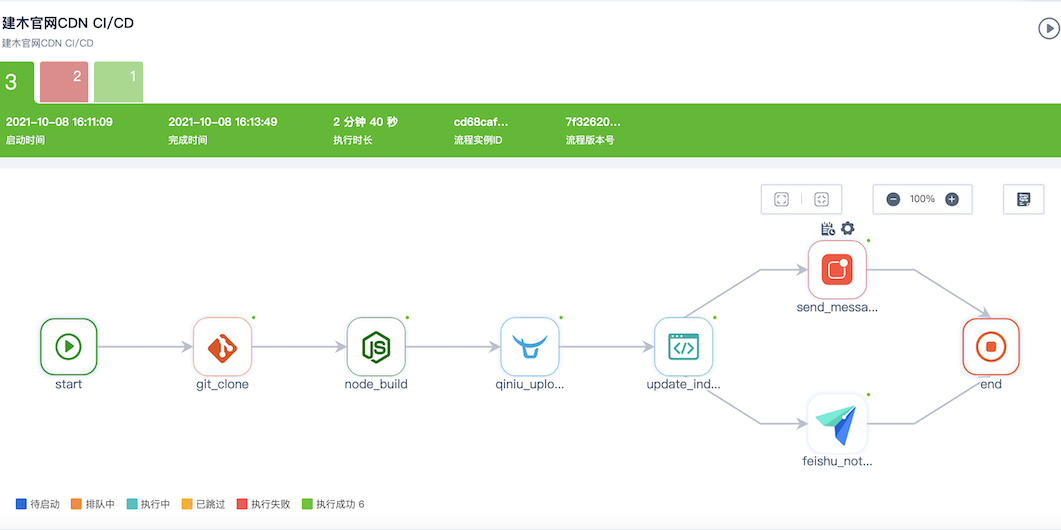 建木官网CDN CI/CD
建木官网CDN CI/CD
3 2 1
2021-10-08 16:11:09 2021-10-08 16:13:49 2 分钟 40 秒 cd68caf... 7f32620...
启动时间 完成时间 执行时长 流程实例ID 流程版本号
100%
send_messa...
start git_clone node_build qiniu_uplo... update_ind... end
feishu_not...
待启动 排队中 执行中 已跳过 执行失败 执行成功 6